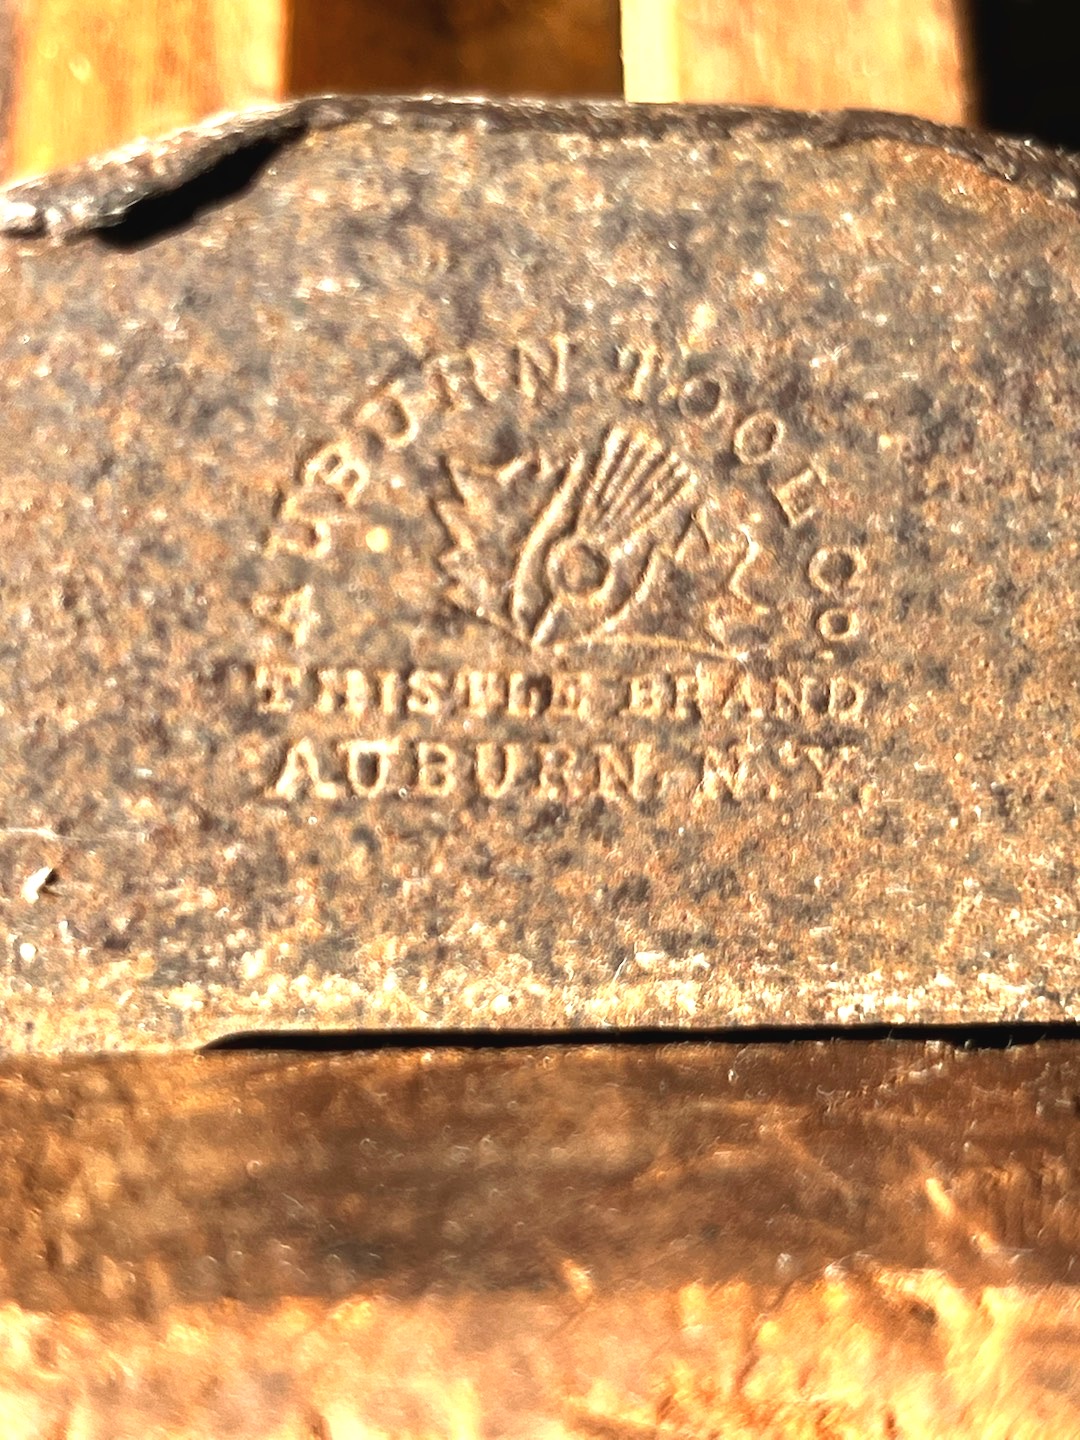 AUBURN TOOL Co.
THISTLE BRAND
AUBURN N.Y.